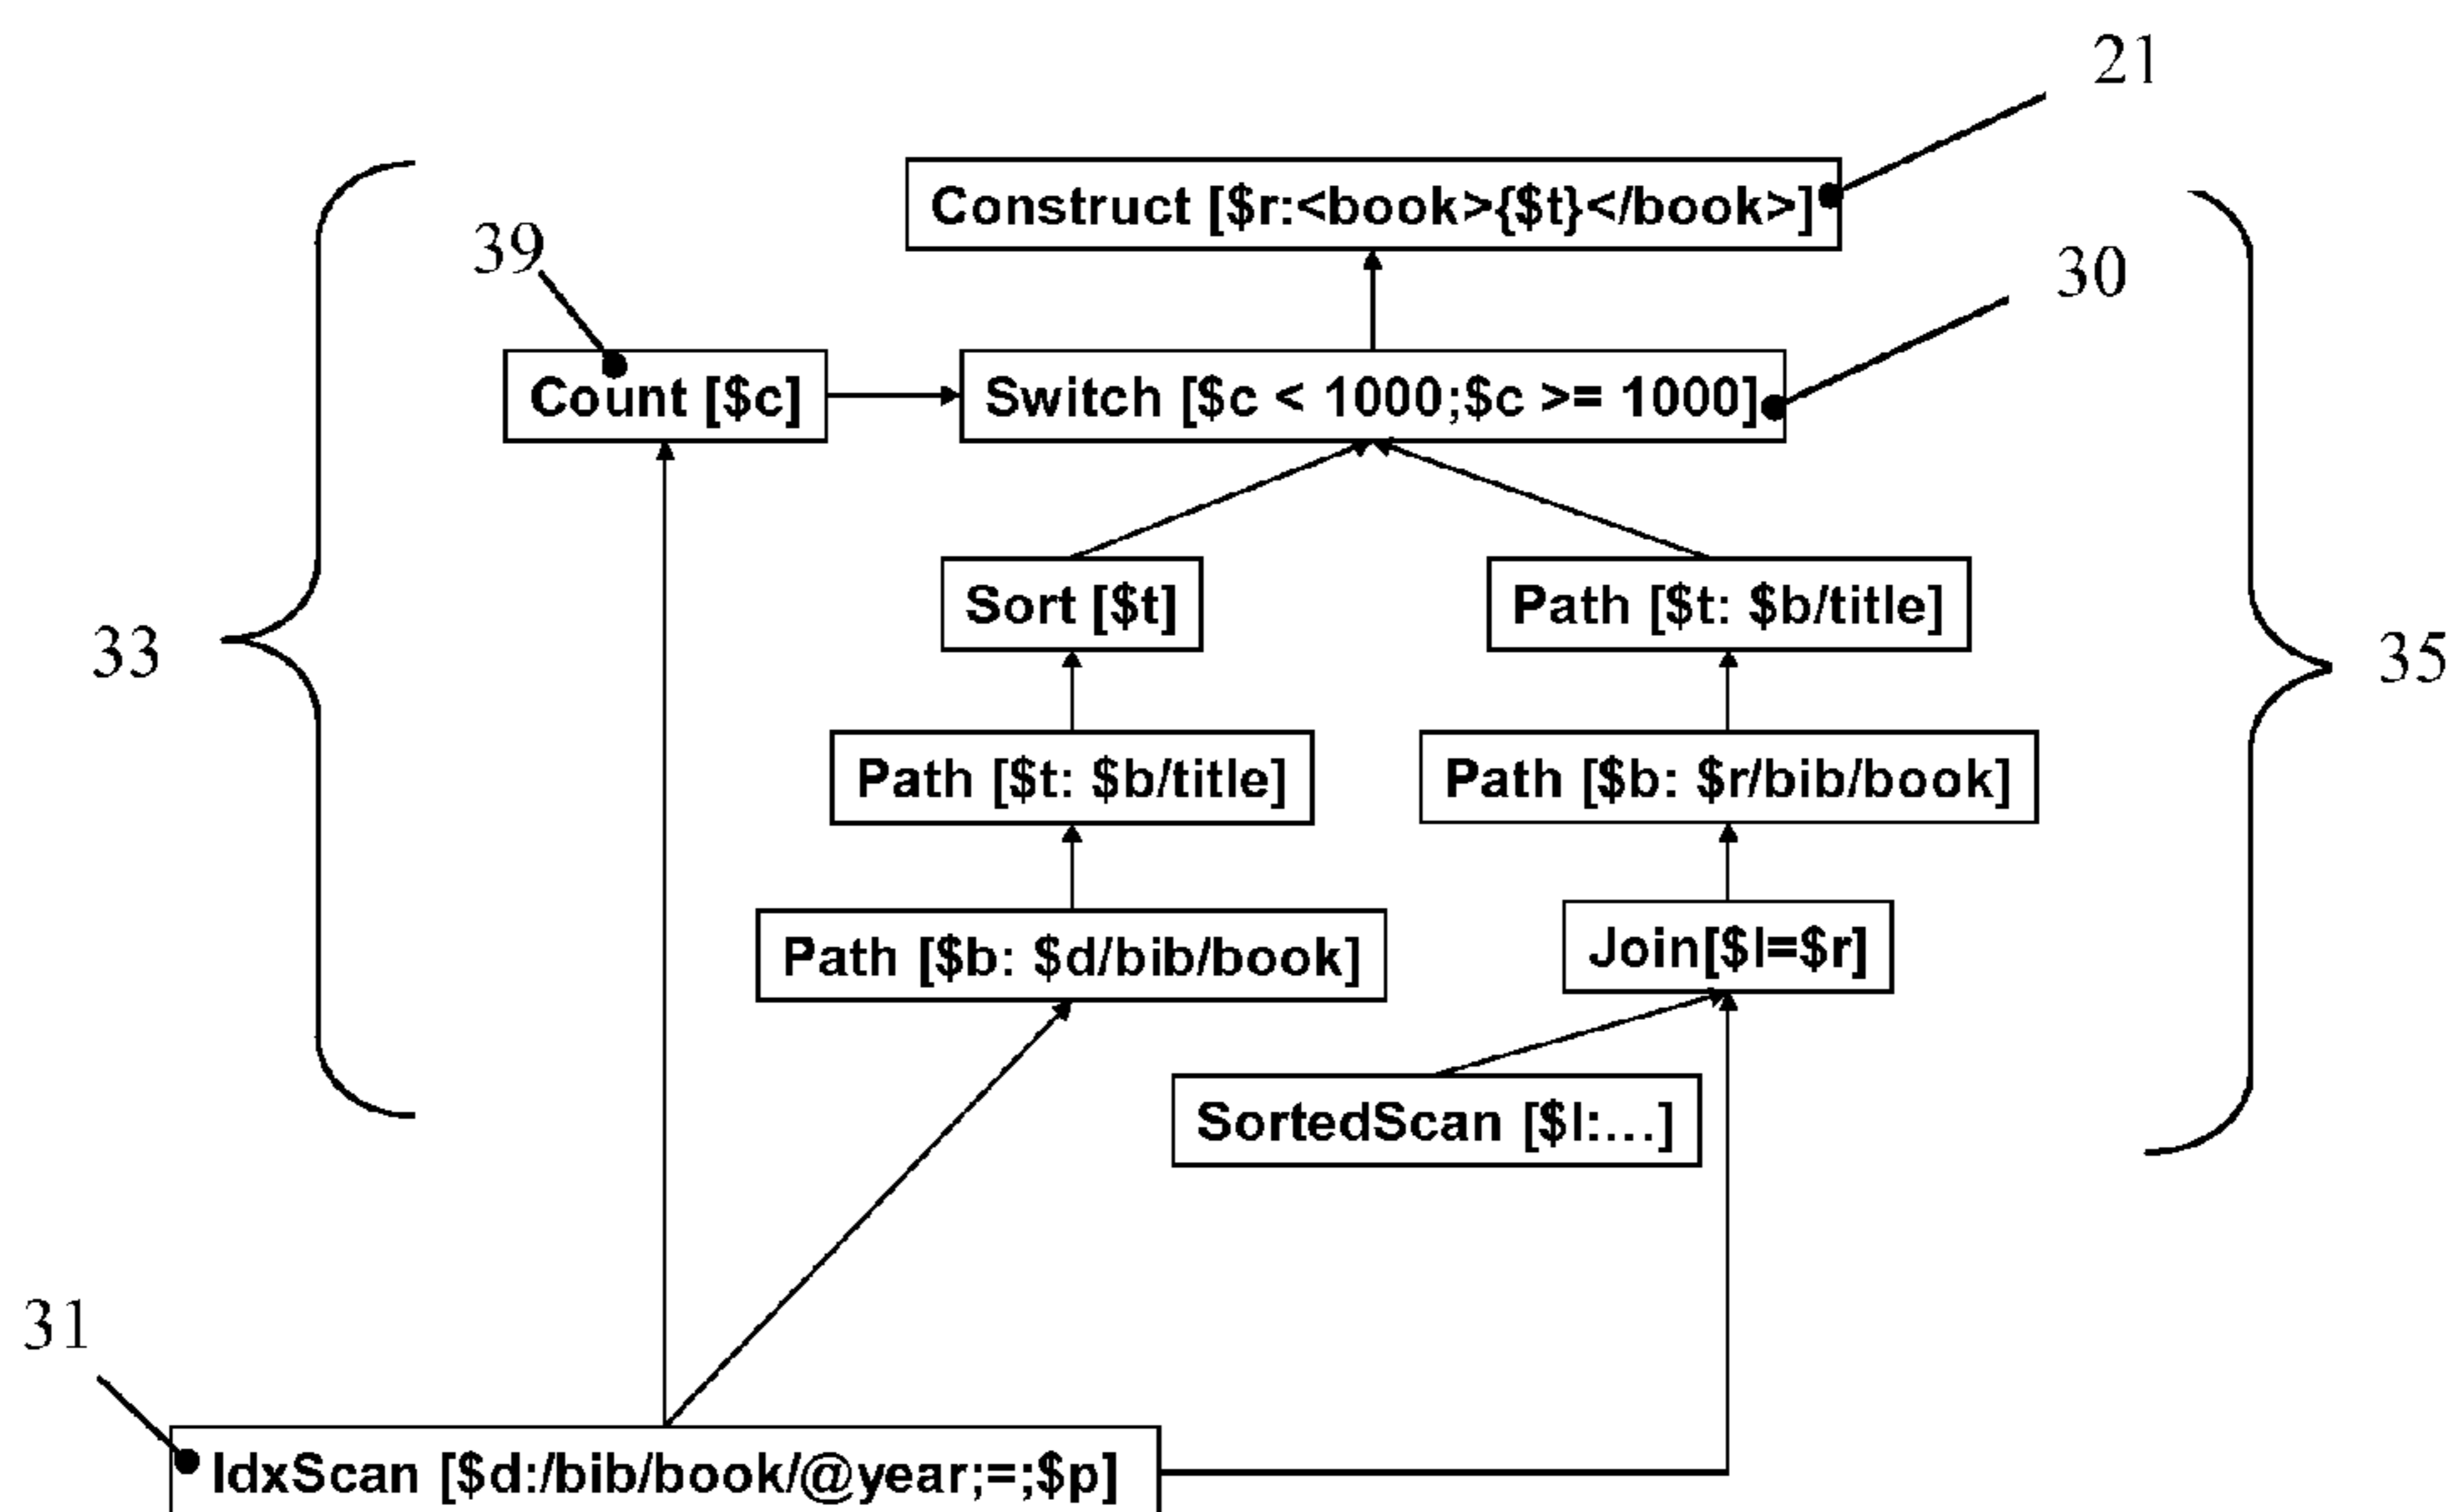 21
Construct [$r:<book>{$t}</book>]
39
30
Count [$c]
Switch [$c < 1000;$c >= 1000]
Sort [$t]
Path [$t: $b/title]
33
35
Path [$t: $b/title]
Path [$b: $r/bib/book]
Path [$b: $d/bib/book]
Join[$l=$r]
SortedScan [$l:...]
31
IdxScan [$d:/bib/book/@year;=;$p]